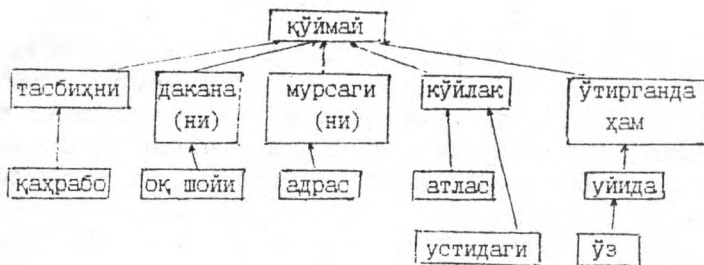 қўймай
тасбиҳни
дакана
(ни)
мурсаги
(ни)
кўйлак
ўтирганда
ҳам
қаҳрабо
оқ шойи
адрас
атлас
уйида
устидаги
ўз